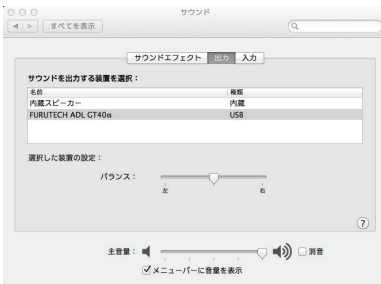 サウンド
すべてを表示
サウンドエフェクト 出力 入力
サウンドを出力する装置を選択：
名前 種類
内蔵スピーカー 内蔵
FURUTECH ADL GT40α USB
選択した装置の設定：
バランス：
左 右
?
主音量： 消音
メニューバーに音量を表示